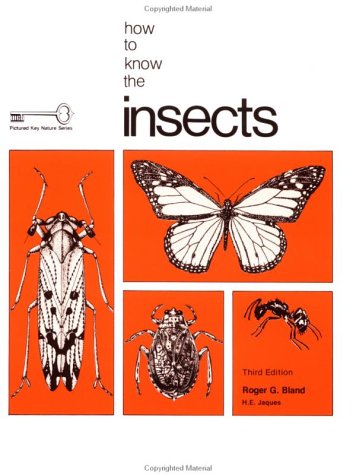 Copyrighted Material
how
to
know
the
insects
Pictured Key Nature Series
Third Edition
Roger G. Bland
H.E. Jaques
Copyrighted Material